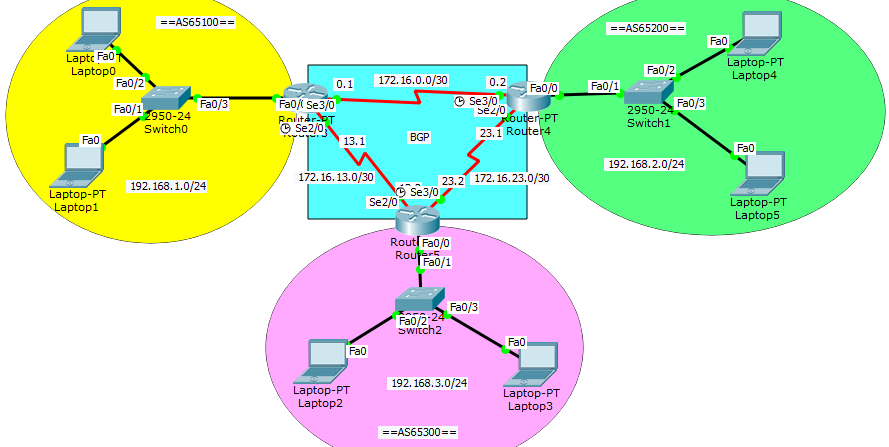 ==AS65100==
Laptop0
Fa0
Fa0/2
Fa0/1
Fa0/3
2950-24
Switch0
Fa0
Laptop-PT
Laptop1
192.168.1.0/24
0.1
172.16.0.0/30
0.2
Se3/0
Se2/0
Se3/0
Se2/0
Fa0/0
Router-PT
Router4
BGP
13.1
23.1
172.16.13.0/30
172.16.23.0/30
Se3/0
23.2
Se2/0
==AS65200==
Fa0
Laptop-PT
Laptop4
Fa0/1
Fa0/2
Fa0/3
2950-24
Switch1
Fa0
192.168.2.0/24
Laptop-PT
Laptop5
Fa0/0
Fa0/1
Fa0/2
Fa0/3
Switch2
Fa0
Fa0
Laptop-PT
Laptop2
192.168.3.0/24
Laptop-PT
Laptop3
==AS65300==